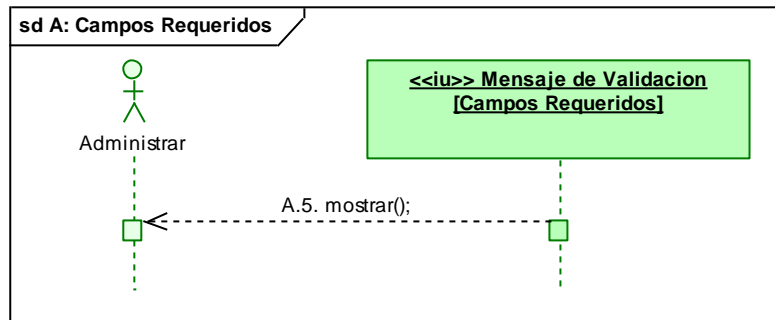 sd A: Campos Requeridos
<<iu>> Mensaje de Validacion
[Campos Requeridos]
Administrar
A.5. mostrar();